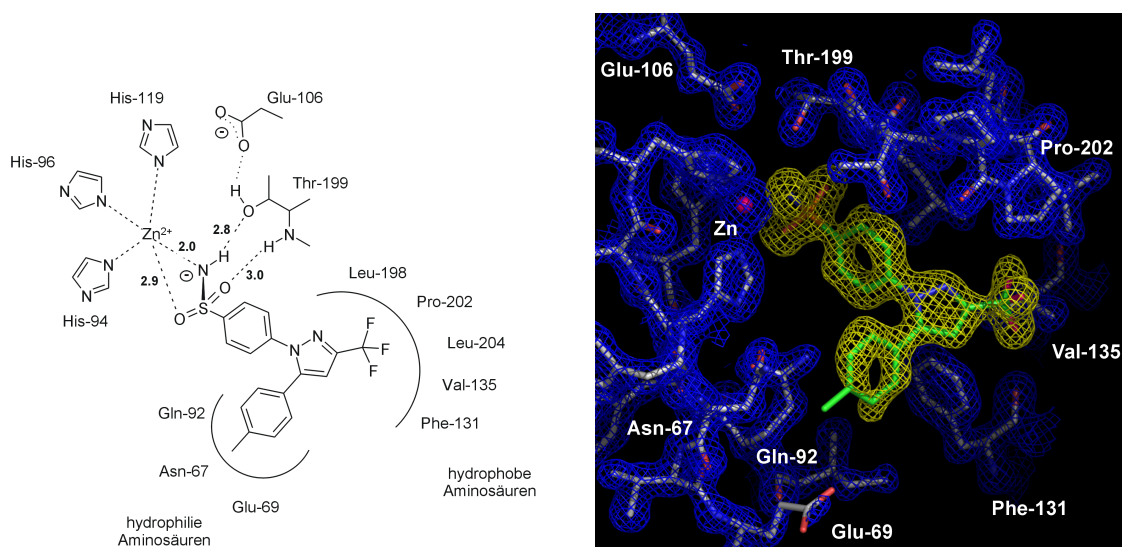 His-119
Glu-106
O
⊖
O
His-96
N
N
N
N
H
O
Thr-199
Zn2+
2.8
H
N
2.0
H
3.0
N
N
⊖
N
2.9
O
S
O
His-94
Leu-198
Pro-202
N
N
F
F
F
Leu-204
Val-135
Gln-92
Phe-131
Asn-67
Glu-69
hydrophobe
Aminosäuren
hydrophilie
Aminosäuren
Glu-106
Thr-199
Pro-202
Zn
Val-135
Asn-67
Gln-92
Phe-131
Glu-69